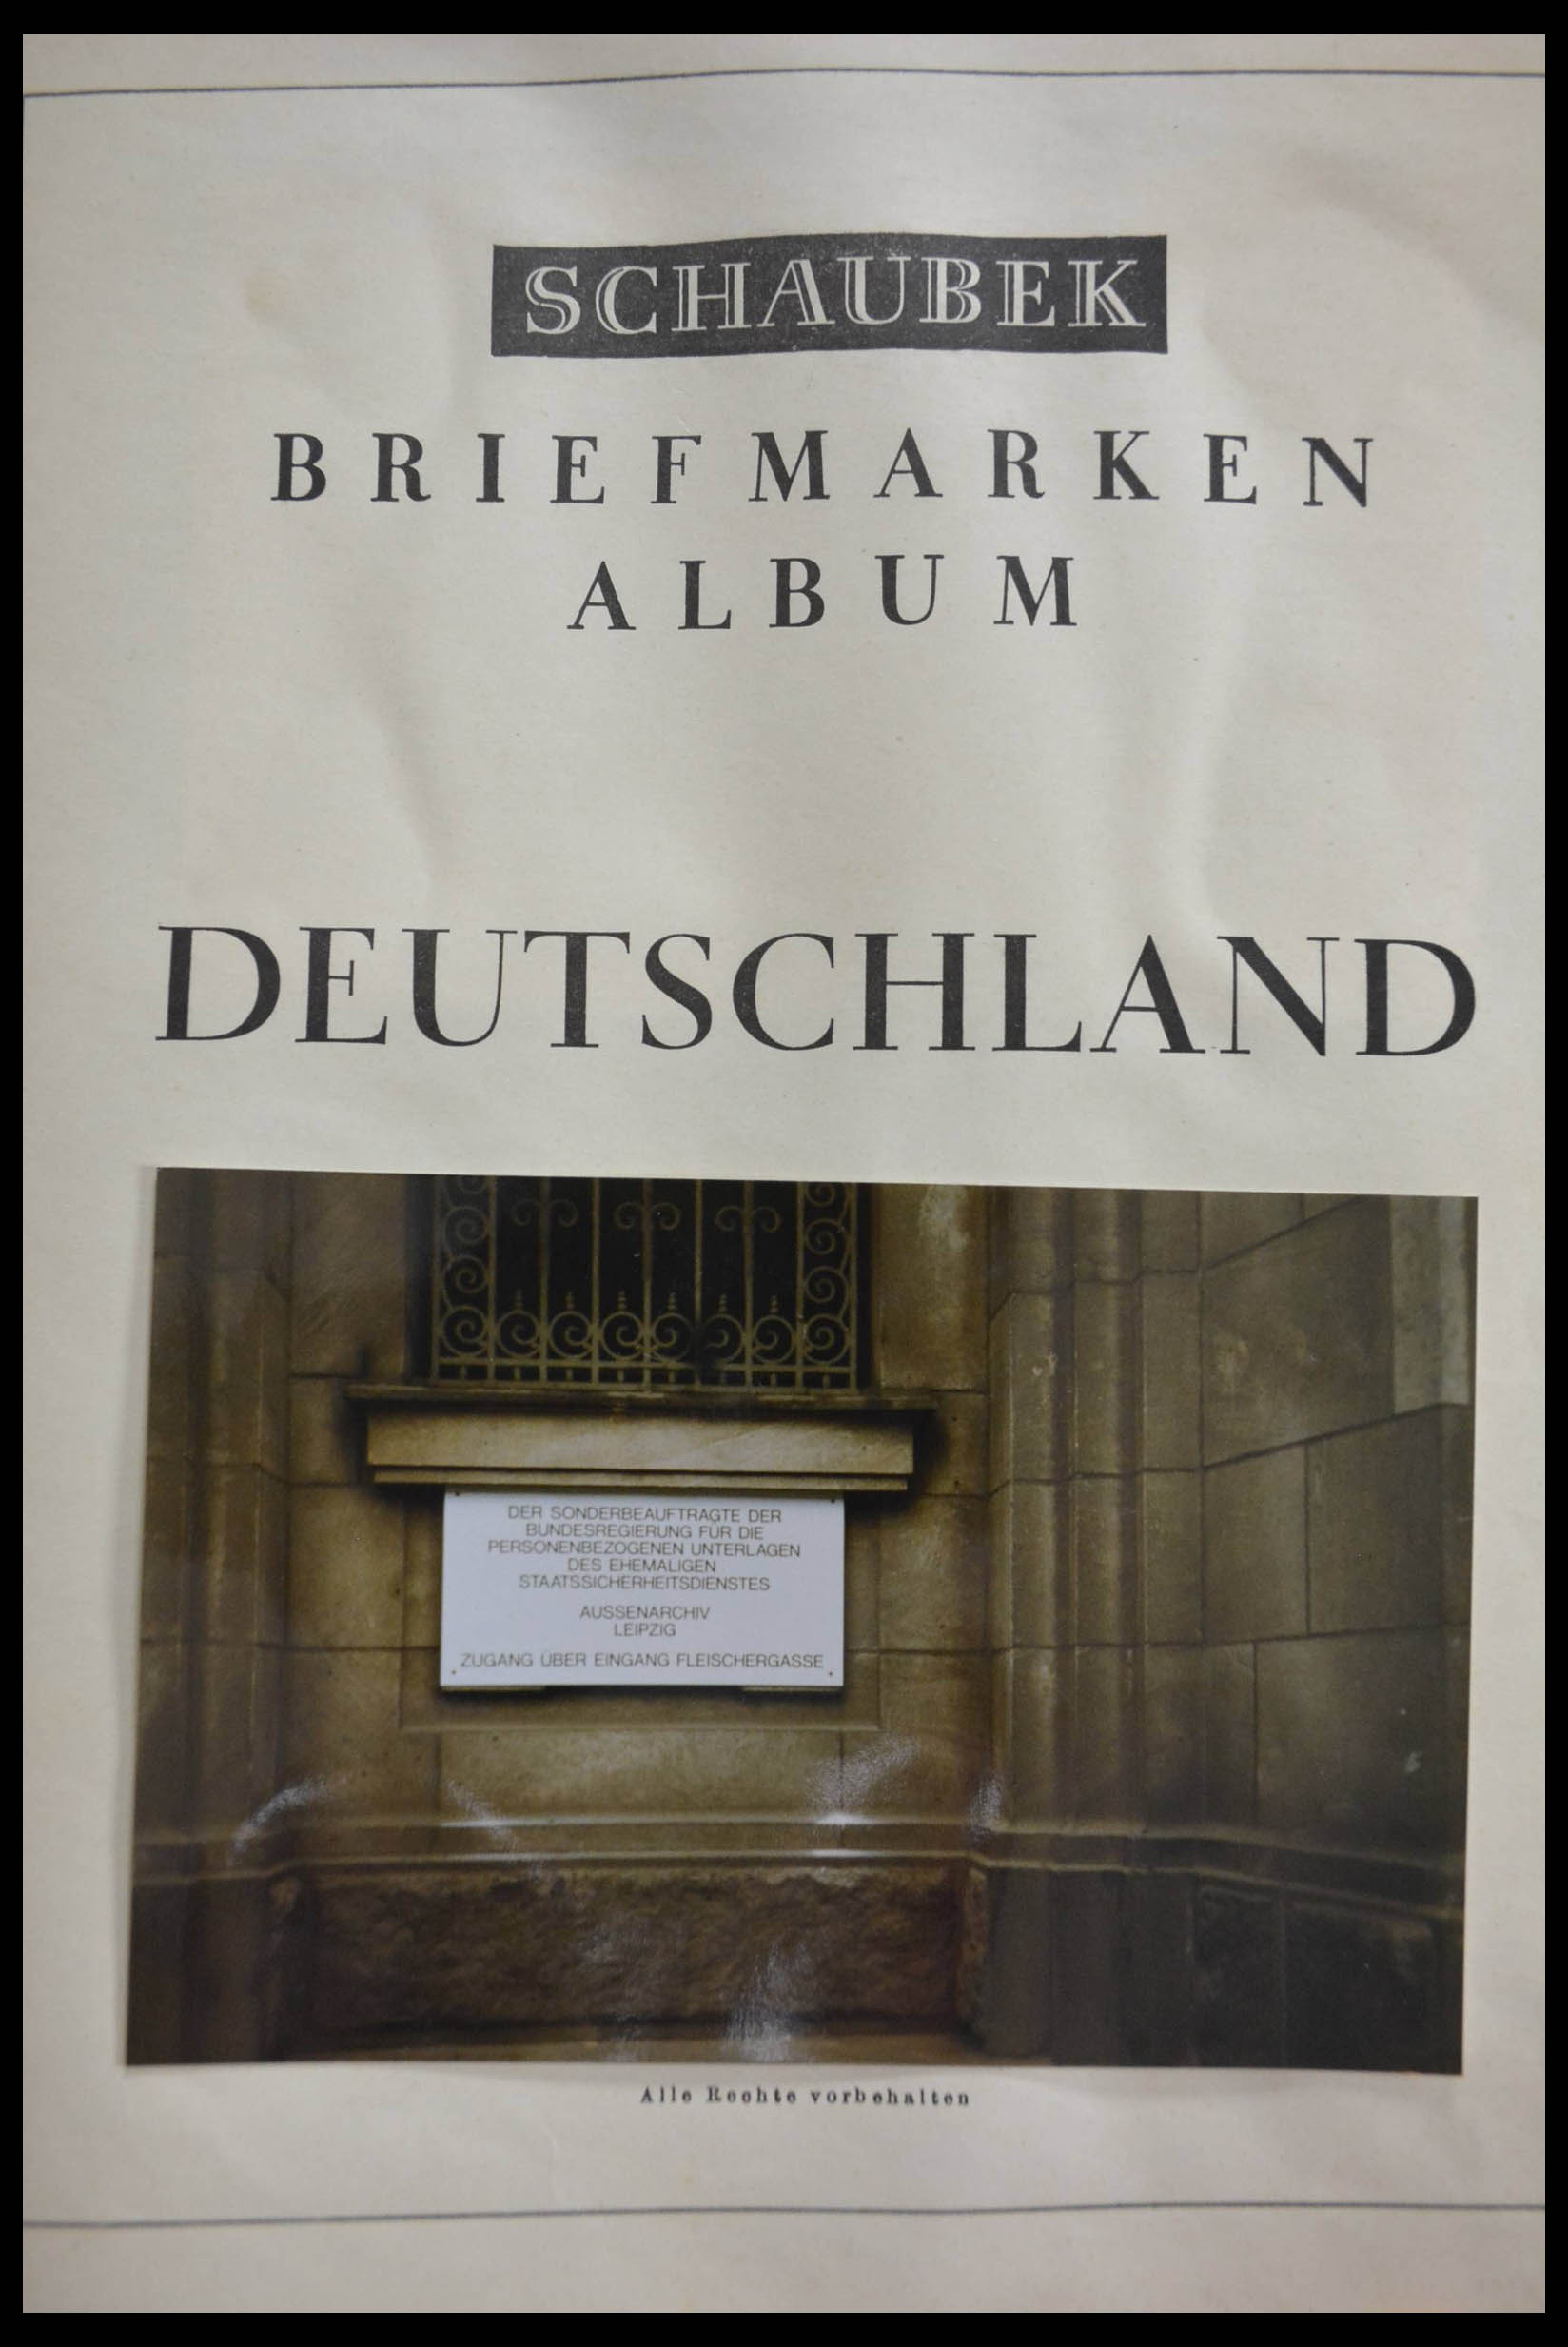 SCHAUBEK
BRIEFMARKEN
ALBUM
DEUTSCHLAND
DER SONDERBEAUFTRAGTE DER
BUNDESREGIERUNG FÜR DIE
PERSONENBEZOGENEN UNTERLAGEN
DES EHEMALIGEN
STAATSSICHERHEITSDIENSTES
AUSSENARCHIV
LEIPZIG
ZUGANG ÜBER EINGANG FLEISCHERGASSE
Alle Rechte vorbehalten